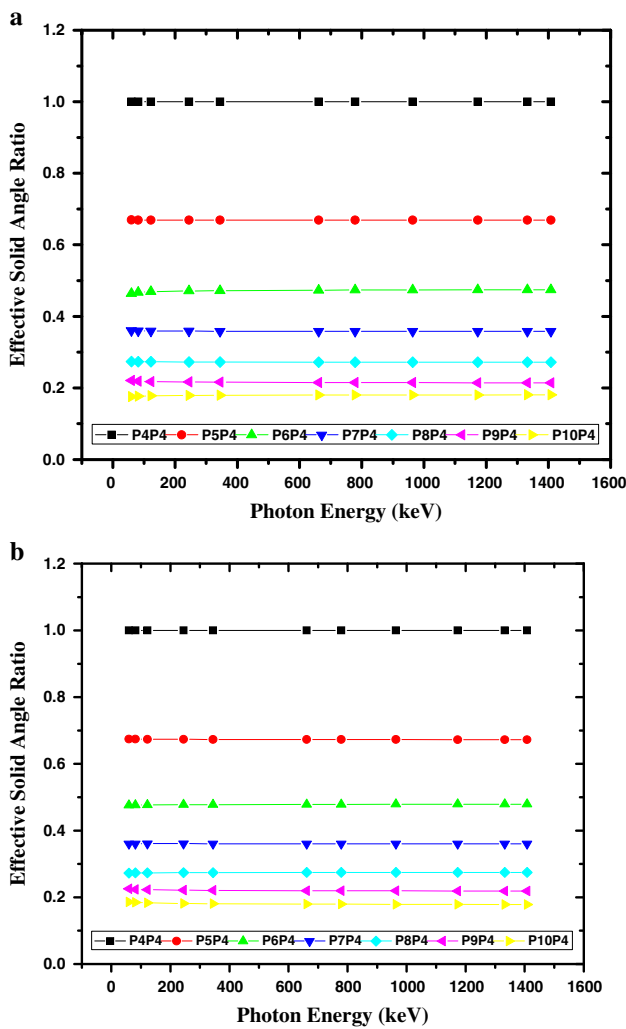 a
1.2
1.0
0.8
0.6
0.4
0.2
0.0
Effective Solid Angle Ratio
P4P4 P5P4 P6P4 P7P4 P8P4 P9P4 P10P4
0 200 400 600 800 1000 1200 1400 1600
Photon Energy (keV)
b
1.2
1.0
0.8
0.6
0.4
0.2
0.0
Effective Solid Angle Ratio
P4P4 P5P4 P6P4 P7P4 P8P4 P9P4 P10P4
0 200 400 600 800 1000 1200 1400 1600
Photon Energy (keV)